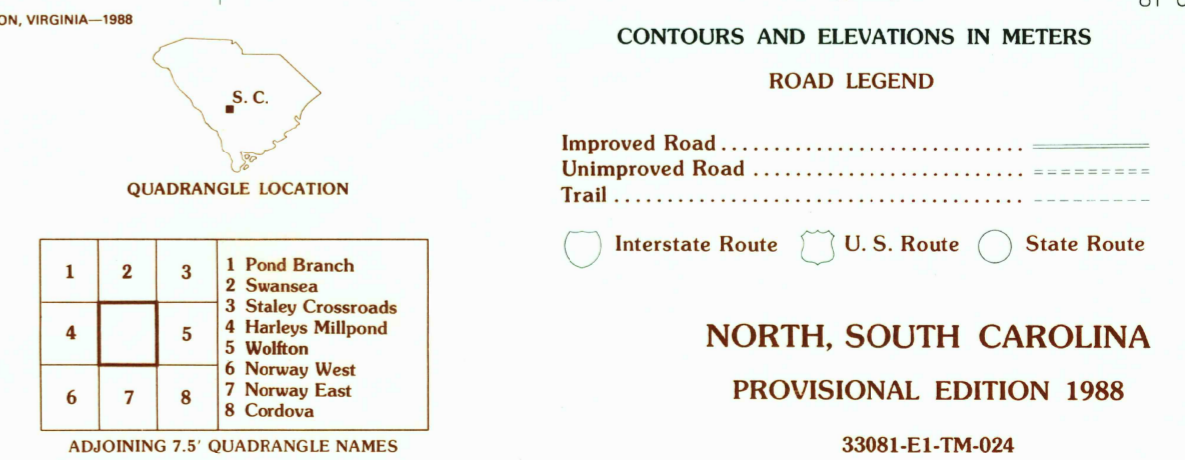 ON, VIRGINIA—1988
S. C.
QUADRANGLE LOCATION
1 2 3
4 5
6 7 8
1 Pond Branch
2 Swansea
3 Staley Crossroads
4 Harleys Millpond
5 Wolfton
6 Norway West
7 Norway East
8 Cordova
ADJOINING 7.5' QUADRANGLE NAMES
CONTOURS AND ELEVATIONS IN METERS
ROAD LEGEND
Improved Road
Unimproved Road
Trail
Interstate Route U. S. Route State Route
NORTH, SOUTH CAROLINA
PROVISIONAL EDITION 1988
33081-E1-TM-024